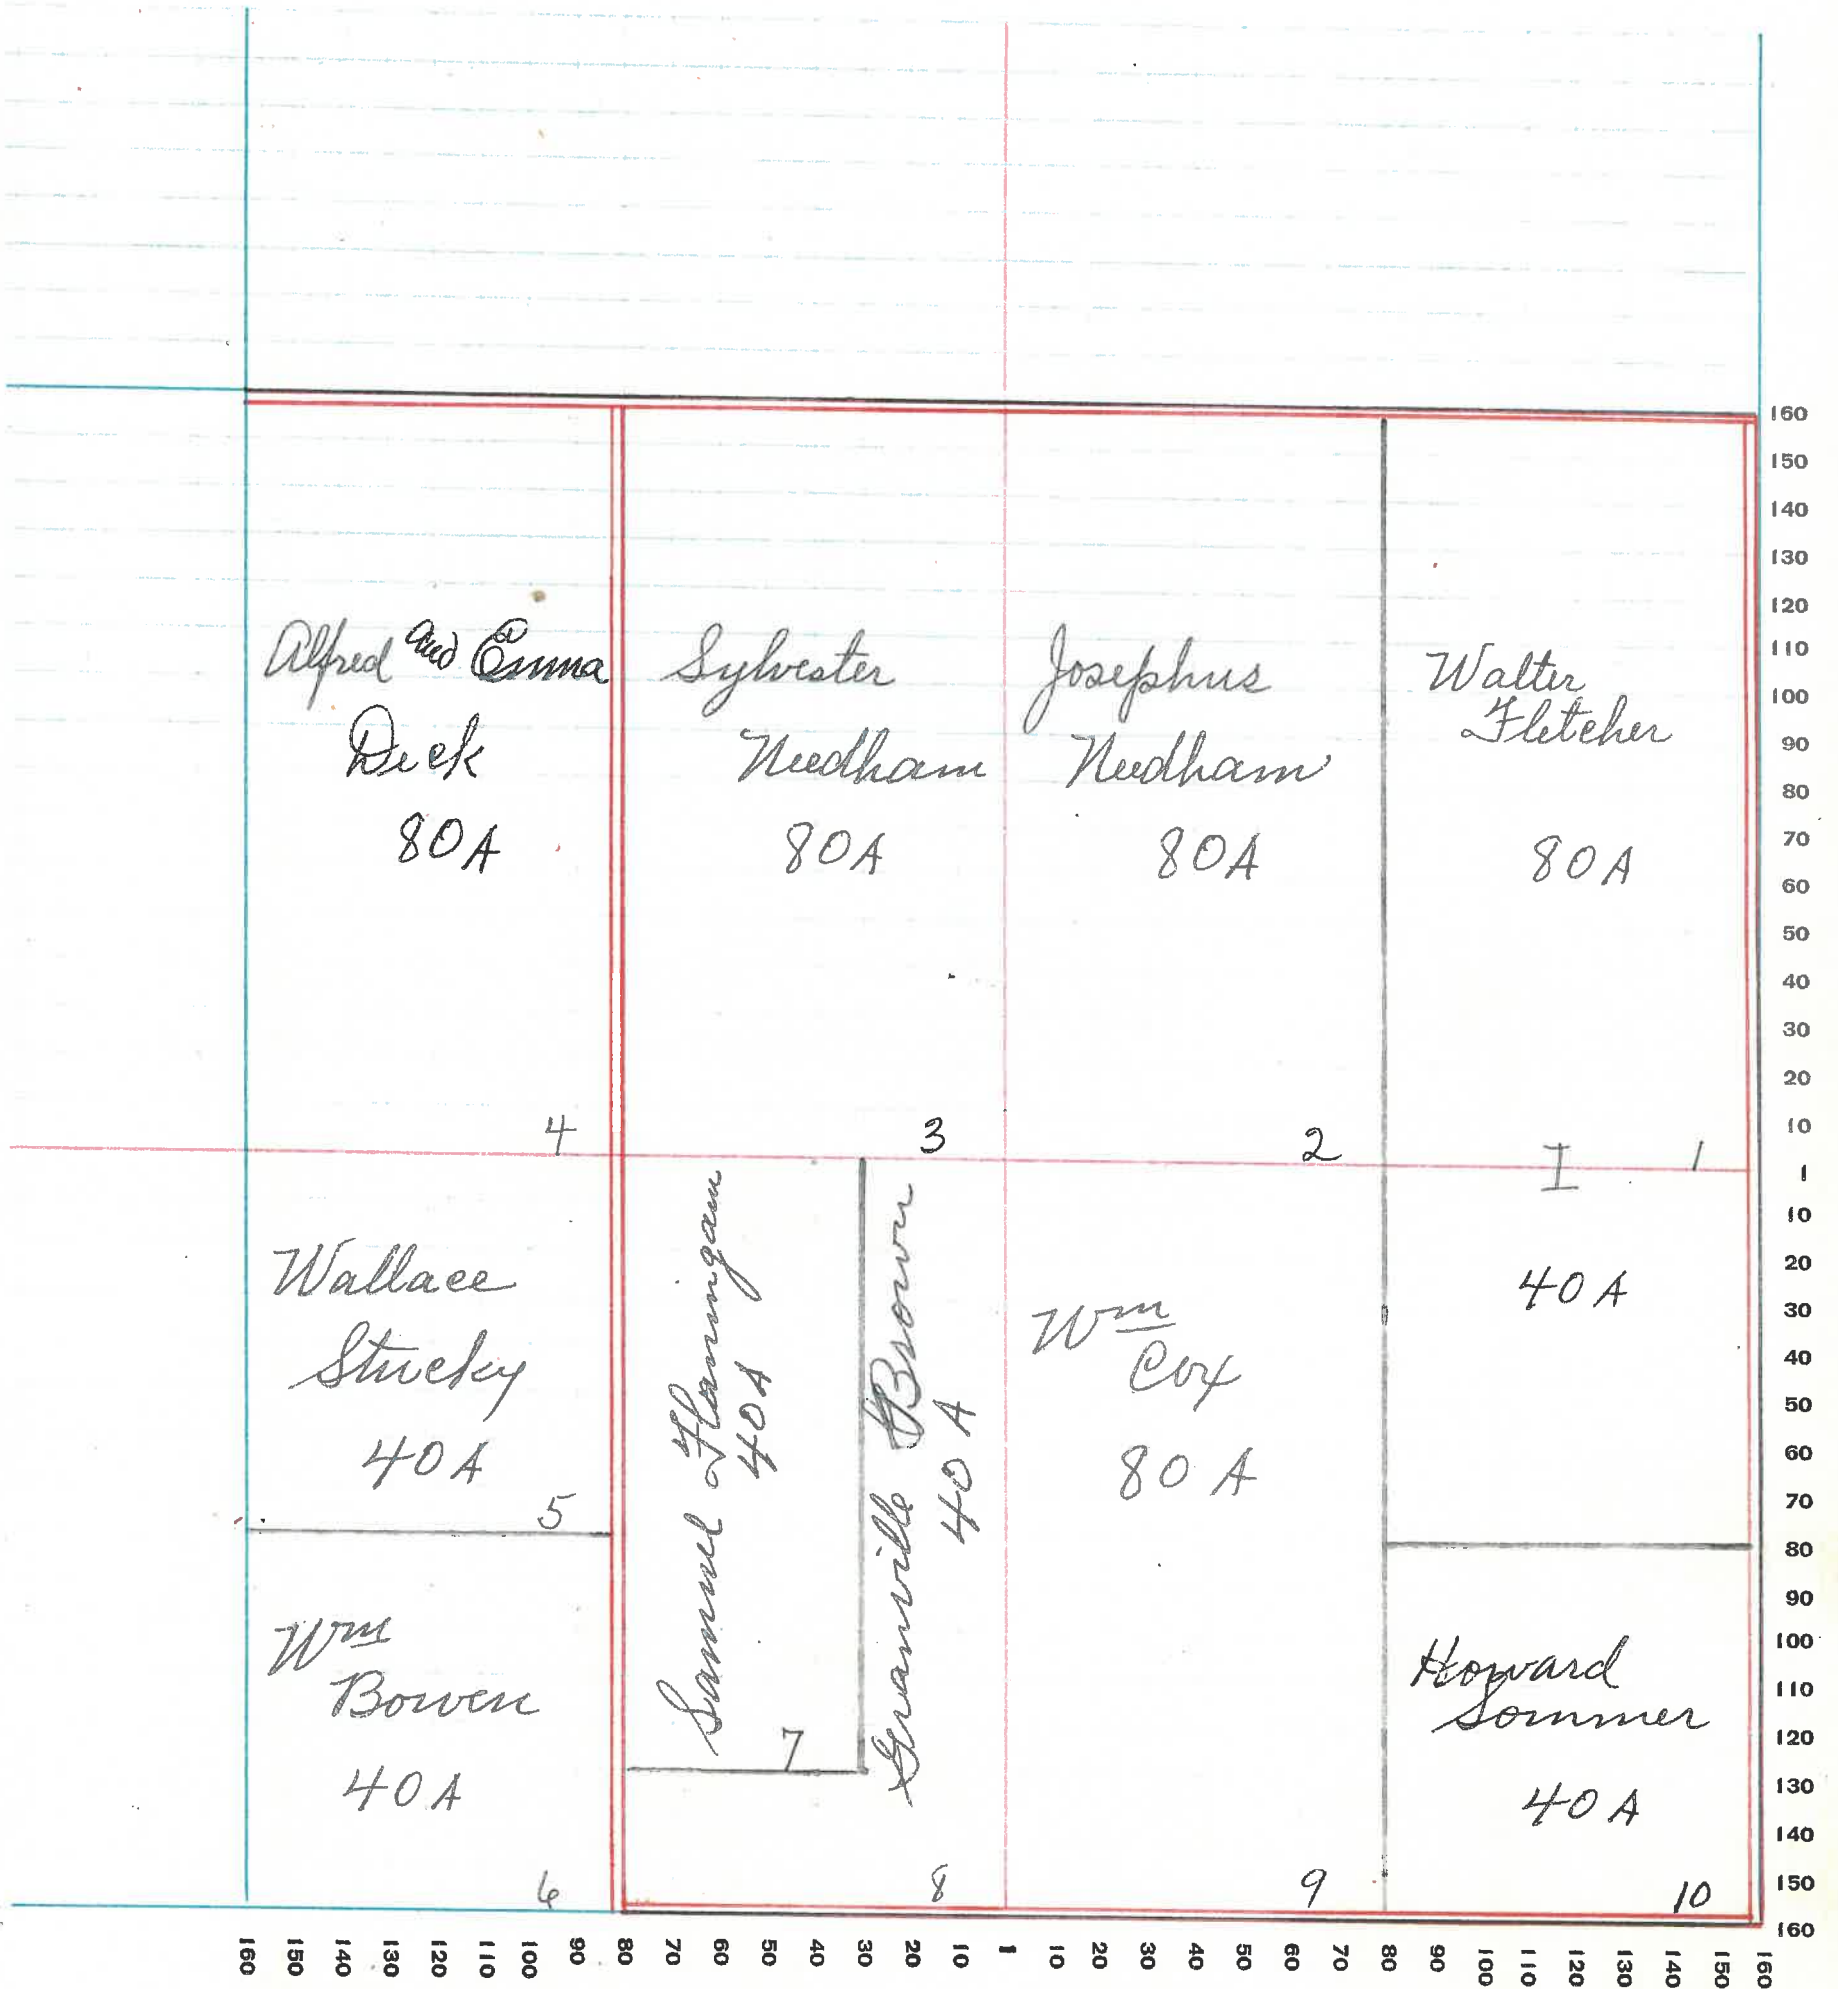 Alfred and Emma
Deck
80A
4
Sylvester
Needham
80A
3
Josephus
Needham
80A
2
Walter
Fletcher
80A
1
I
40A
Wallace
Stucky
40A
5
Wm
Bowen
40A
6
Samuel Flanningam
40A
7
Granville Brown
40A
8
Wm
Cox
80A
9
Howard
Sommer
40A
10
160
150
140
130
120
110
100
90
80
70
60
50
40
30
20
10
1
10
20
30
40
50
60
70
80
90
100
110
120
130
140
150
160
160 150 140 130 120 110 100 90 80 70 60 50 40 30 20 10 1 10 20 30 40 50 60 70 80 90 100 110 120 130 140 150 160